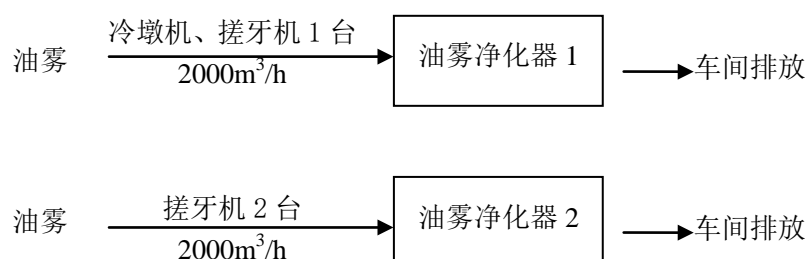 冷墩机、搓牙机 1 台
油雾
2000m³/h
油雾净化器 1
车间排放
搓牙机 2 台
油雾
2000m³/h
油雾净化器 2
车间排放